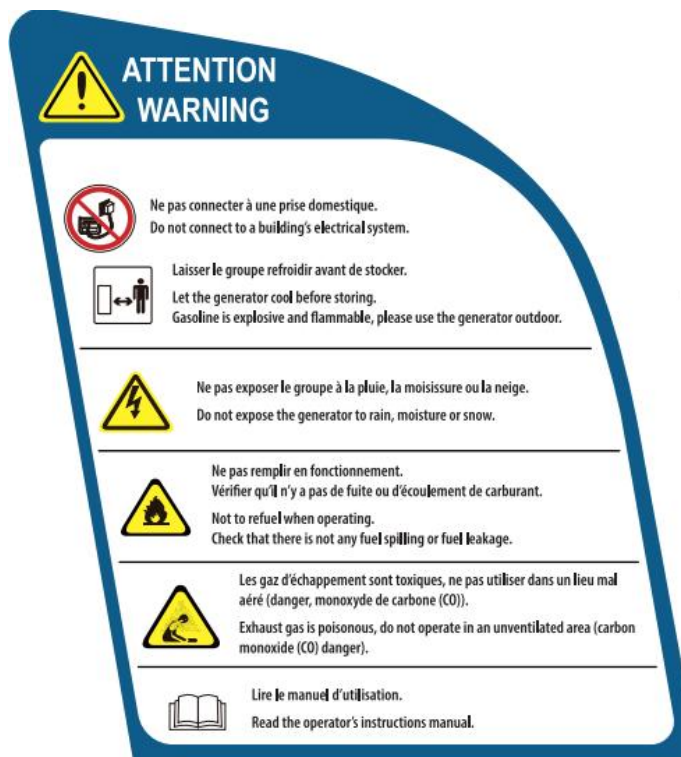 ATTENTION
WARNING
Ne pas connecter à une prise domestique.
Do not connect to a building's electrical system.
Laisser le groupe refroidir avant de stocker.
Let the generator cool before storing.
Gasoline is explosive and flammable, please use the generator outdoor.
Ne pas exposer le groupe à la pluie, la moisissure ou la neige.
Do not expose the generator to rain, moisture or snow.
Ne pas remplir en fonctionnement.
Vérifier qu'il n'y a pas de fuite ou d'écoulement de carburant.
Not to refuel when operating.
Check that there is not any fuel spilling or fuel leakage.
Les gaz d'échappement sont toxiques, ne pas utiliser dans un lieu mal
aéré (danger, monoxyde de carbone (CO)).
Exhaust gas is poisonous, do not operate in an unventilated area (carbon
monoxide (CO) danger).
Lire le manuel d'utilisation.
Read the operator's instructions manual.